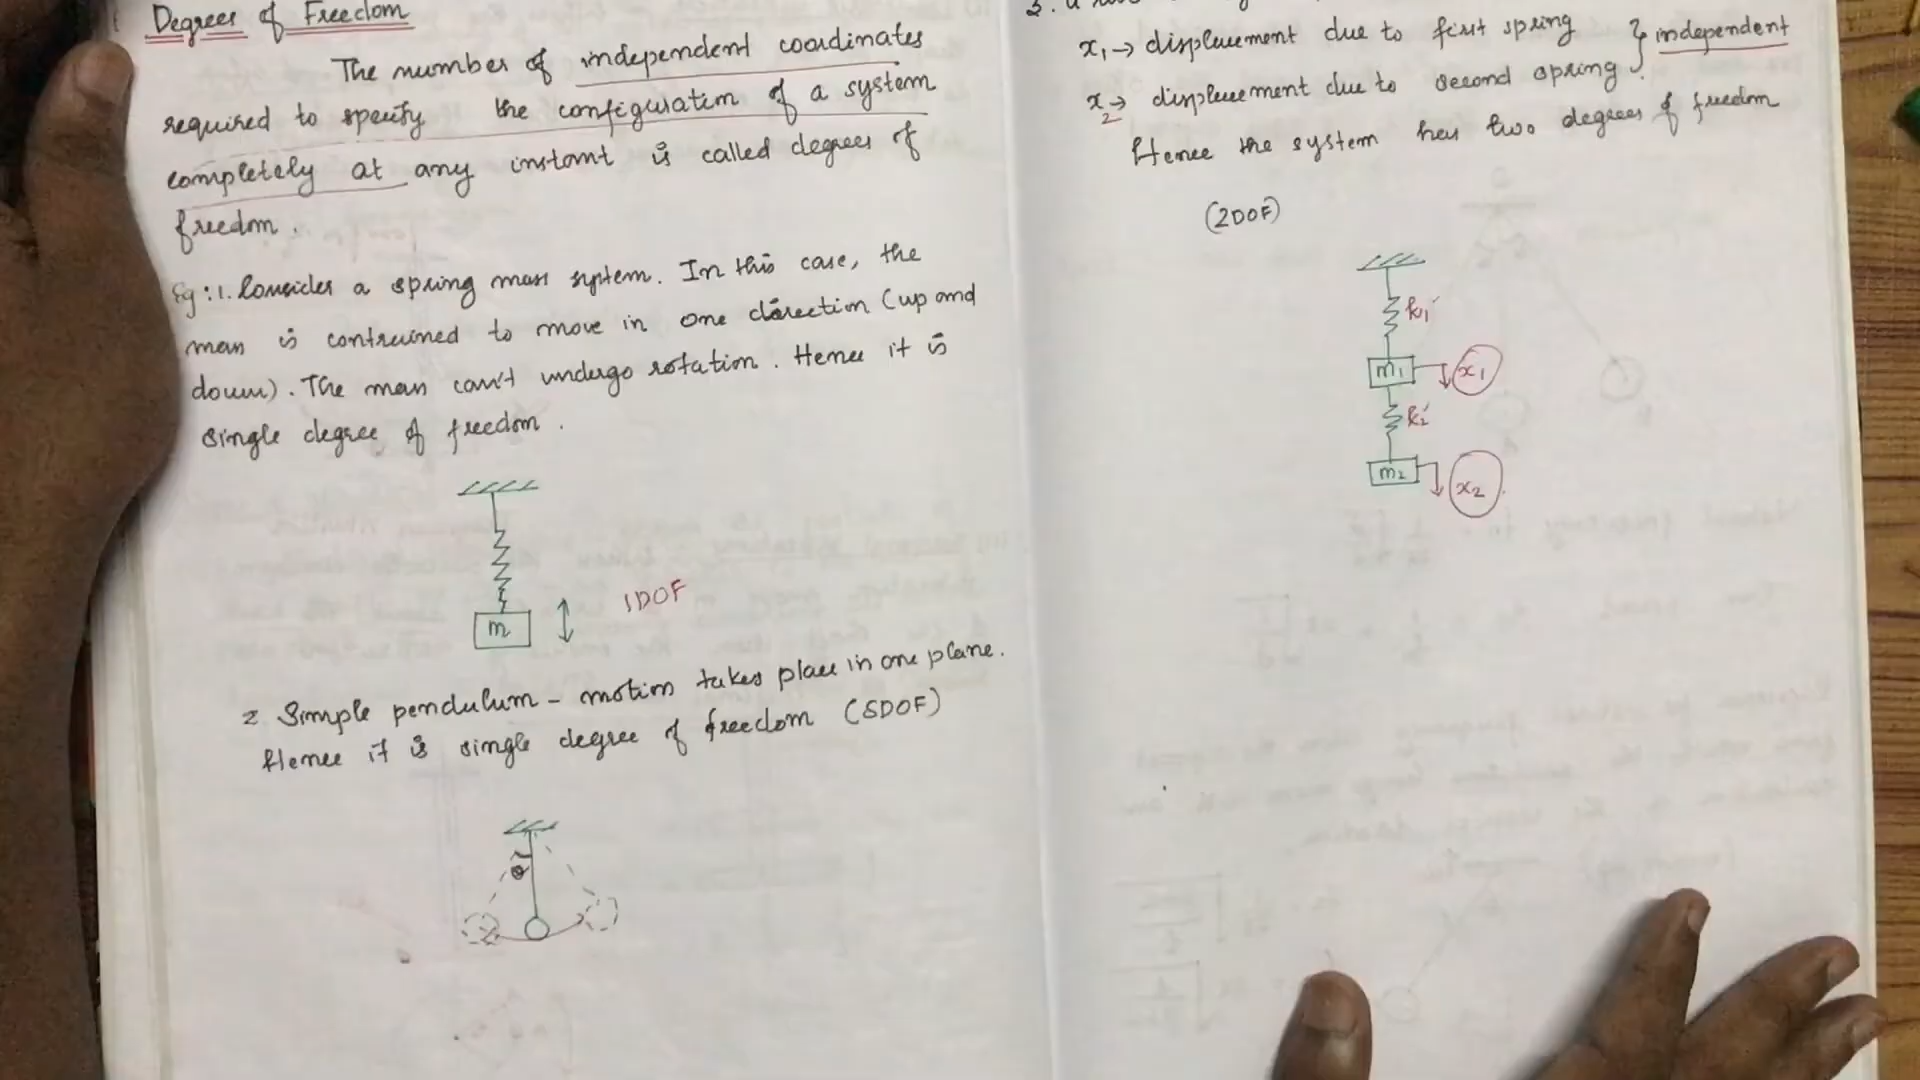 Degrees of Freedom
The number of independent coordinates
required to specify the configuration of a system
completely at any instant is called degrees of
freedom.
Eg: 1. Consider a spring mass system. In this case, the
mass is contrained to move in one direction (up and
down). The mass can't undergo rotation. Hence it is
single degree of freedom.
1DOF
m
2 Simple pendulum - motion takes place in one plane.
Hence it is single degree of freedom (SDOF)
θ
3.
x1 → displacement due to first spring } independent
x2 → displacement due to second spring
Hence the system has two degrees of freedom
(2DOF)
k1
m1 x1
k2
m2 x2